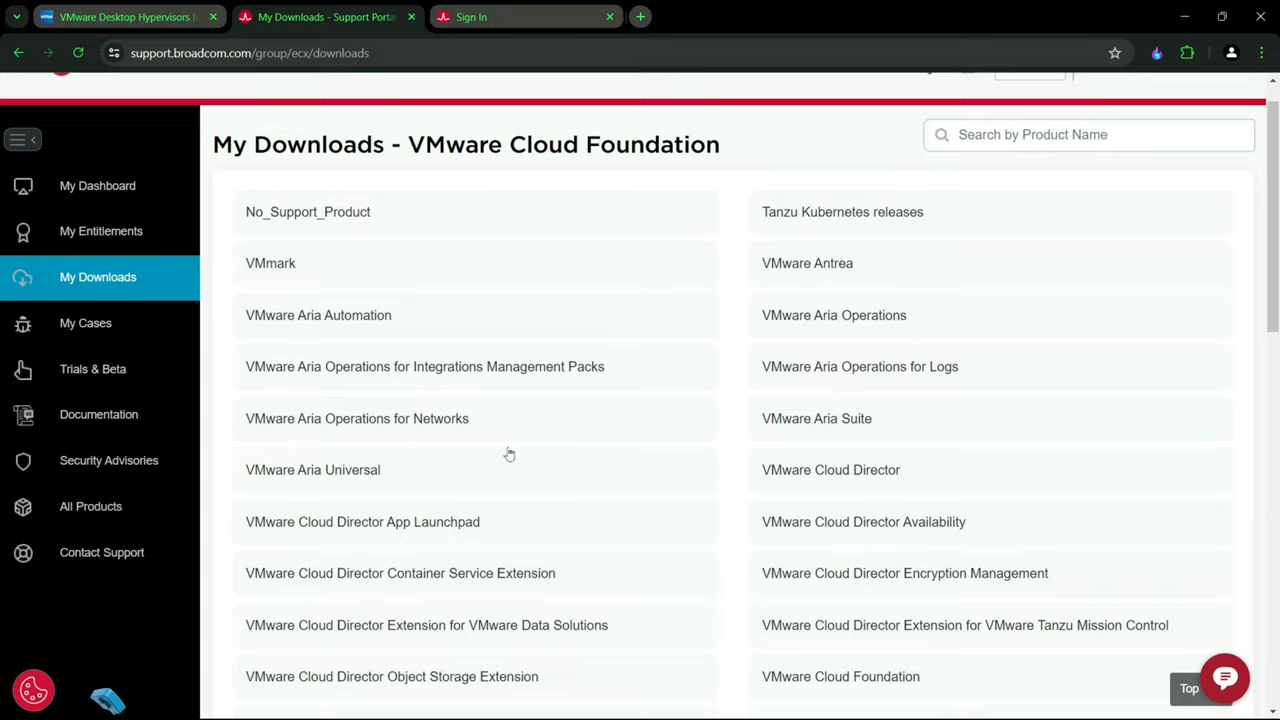 VMware Desktop Hypervisors f
My Downloads - Support Portal
Sign In
support.broadcom.com/group/ecx/downloads
My Downloads - VMware Cloud Foundation
Search by Product Name
My Dashboard
My Entitlements
My Downloads
My Cases
Trials & Beta
Documentation
Security Advisories
All Products
Contact Support
No_Support_Product
Tanzu Kubernetes releases
VMmark
VMware Antrea
VMware Aria Automation
VMware Aria Operations
VMware Aria Operations for Integrations Management Packs
VMware Aria Operations for Logs
VMware Aria Operations for Networks
VMware Aria Suite
VMware Aria Universal
VMware Cloud Director
VMware Cloud Director App Launchpad
VMware Cloud Director Availability
VMware Cloud Director Container Service Extension
VMware Cloud Director Encryption Management
VMware Cloud Director Extension for VMware Data Solutions
VMware Cloud Director Extension for VMware Tanzu Mission Control
VMware Cloud Director Object Storage Extension
VMware Cloud Foundation
Top